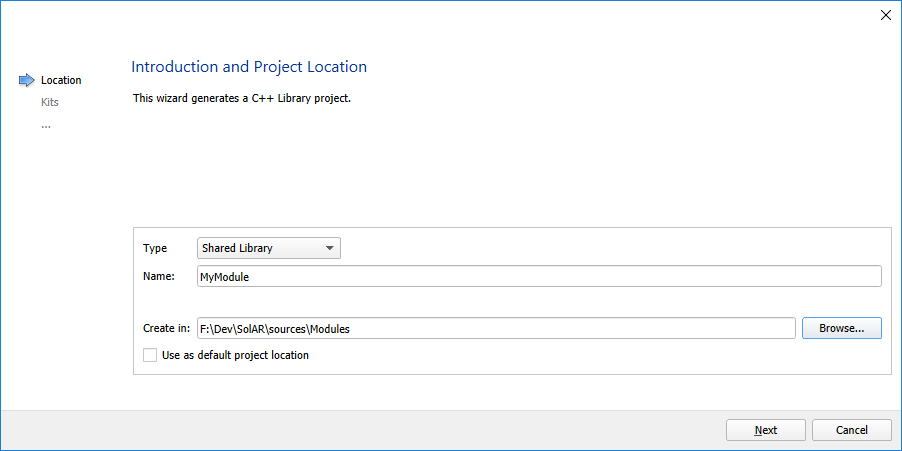 Introduction and Project Location
Location
Kits
...
This wizard generates a C++ Library project.
Type Shared Library
Name: MyModule
Create in: F:\Dev\SolAR\sources\Modules Browse...
Use as default project location
Next Cancel